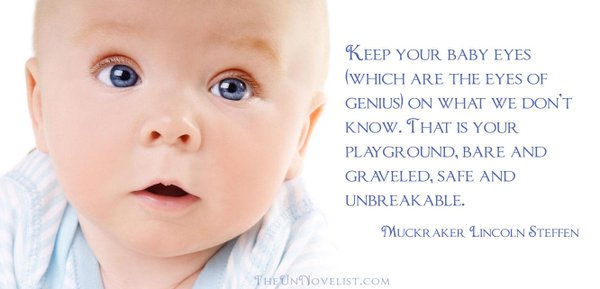 Keep your baby eyes
(which are the eyes of
genius) on what we don't
know. That is your
playground, bare and
graveled, safe and
unbreakable.
Muckraker Lincoln Steffen
TheUnNovelist.com